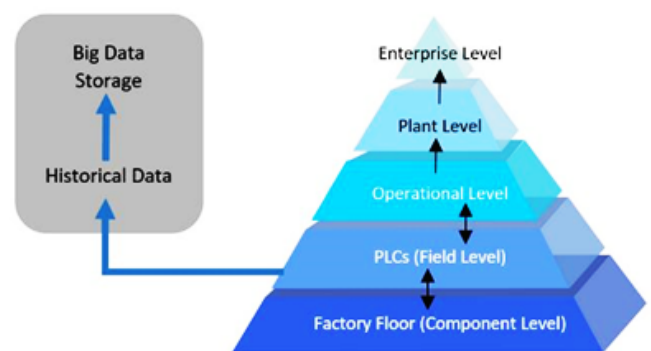 Big Data
Storage
Historical Data
Enterprise Level
Plant Level
Operational Level
PLCs (Field Level)
Factory Floor (Component Level)